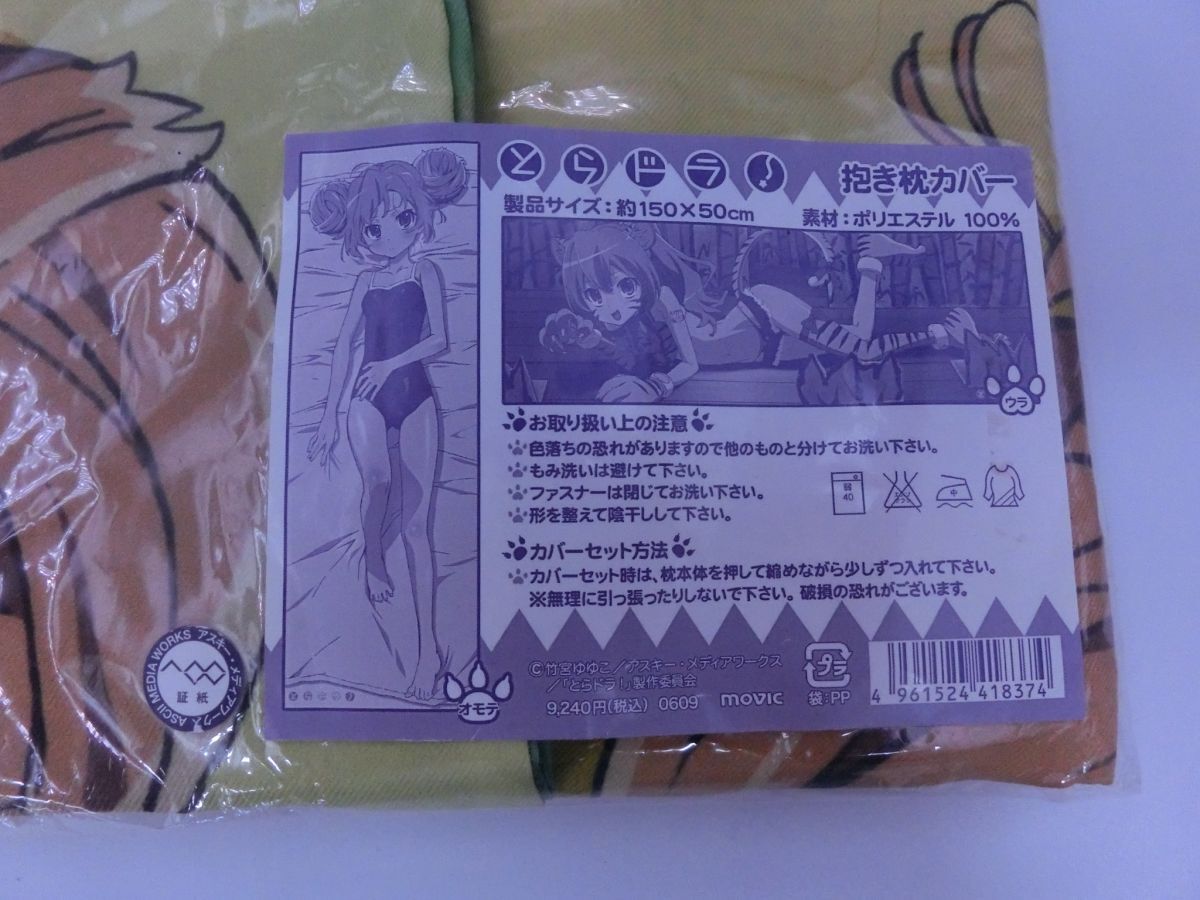 とらドラ!
抱き枕カバー
製品サイズ：約150×50cm
素材：ポリエステル 100%
ウラ
お取り扱い上の注意
色落ちの恐れがありますので他のものと分けてお洗い下さい。
もみ洗いは避けて下さい。
ファスナーは閉じてお洗い下さい。
形を整えて陰干しして下さい。
弱
40
中
カバーセット方法
カバーセット時は、枕本体を押して縮めながら少しずつ入れて下さい。
※無理に引っ張ったりしないで下さい。破損の恐れがございます。
オモテ
©竹宮ゆゆこ／アスキー・メディアワークス
／「とらドラ!」製作委員会
9,240円(税込) 0609
movic
プラ
袋:PP
4 961524 418374
アスキー・メディアワークス
ASCII MEDIA WORKS
証紙